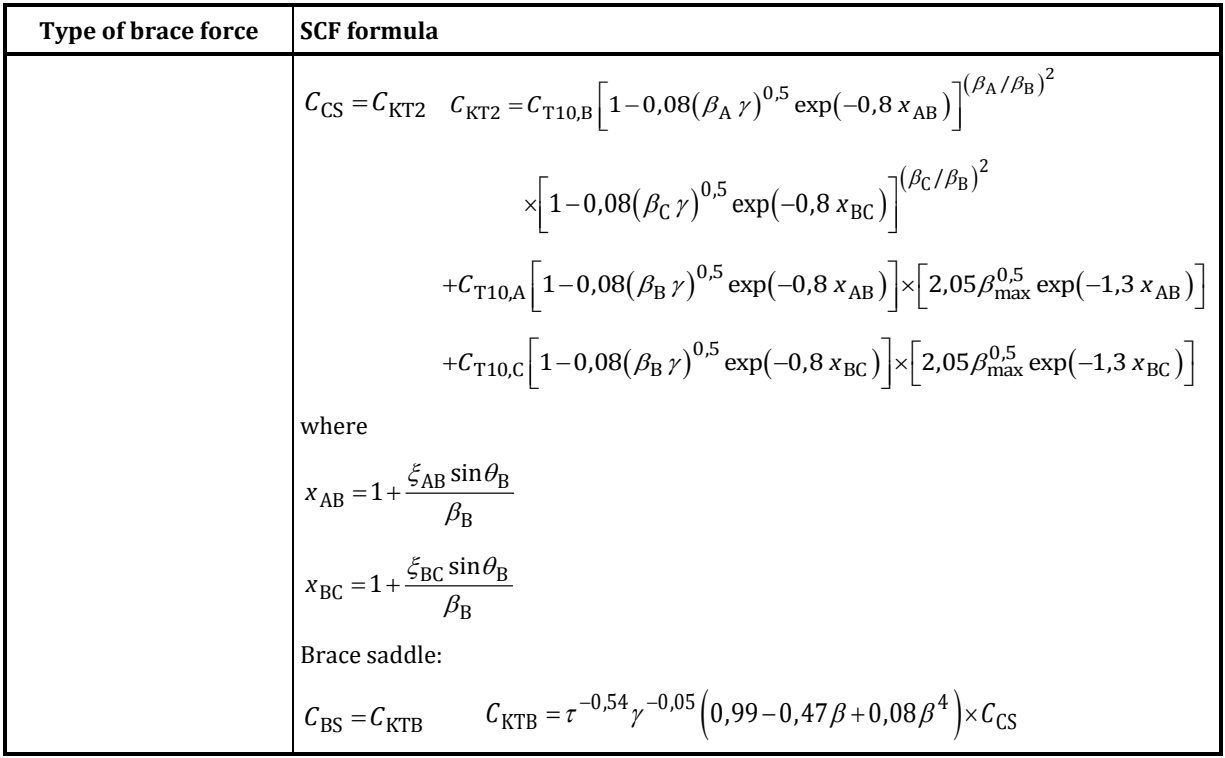 Type of brace force SCF formula
C_CS = C_KT2 C_KT2 = C_T10,B [1−0,08(β_A γ)^0,5 exp(−0,8 x_AB)]^(β_A/β_B)^2
×[1−0,08(β_C γ)^0,5 exp(−0,8 x_BC)]^(β_C/β_B)^2
+C_T10,A [1−0,08(β_B γ)^0,5 exp(−0,8 x_AB)]×[2,05β_max^0,5 exp(−1,3 x_AB)]
+C_T10,C [1−0,08(β_B γ)^0,5 exp(−0,8 x_BC)]×[2,05β_max^0,5 exp(−1,3 x_BC)]
where
x_AB = 1 + ξ_AB sinθ_B / β_B
x_BC = 1 + ξ_BC sinθ_B / β_B
Brace saddle:
C_BS = C_KTB C_KTB = τ^−0,54 γ^−0,05 (0,99−0,47β+0,08β^4)×C_CS